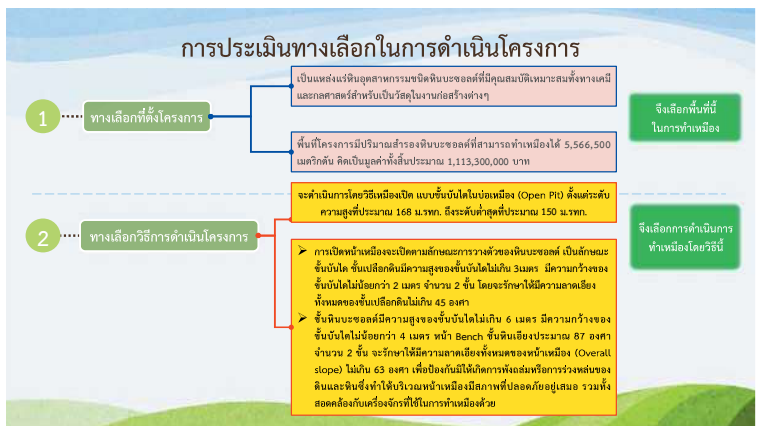 การประเมินทางเลือกในการดำเนินโครงการ
1
ทางเลือกที่ตั้งโครงการ
เป็นแหล่งแร่หินอุตสาหกรรมชนิดหินบะซอลต์ที่มีคุณสมบัติเหมาะสมทั้งทางเคมี
และกลศาสตร์สำหรับเป็นวัสดุในงานก่อสร้างต่างๆ
พื้นที่โครงการมีปริมาณสำรองหินบะซอลต์ที่สามารถทำเหมืองได้ 5,566,500
เมตริกตัน คิดเป็นมูลค่าทั้งสิ้นประมาณ 1,113,300,000 บาท
จึงเลือกพื้นที่นี้
ในการทำเหมือง
2
ทางเลือกวิธีการดำเนินโครงการ
จะดำเนินการโดยวิธีเหมืองเปิด แบบขั้นบันไดในบ่อเหมือง (Open Pit) ตั้งแต่ระดับ
ความสูงที่ประมาณ 168 ม.รทก. ถึงระดับต่ำสุดที่ประมาณ 150 ม.รทก.
➢ การเปิดหน้าเหมืองจะเปิดตามลักษณะการวางตัวของหินบะซอลต์ เป็นลักษณะ
ขั้นบันได ชั้นเปลือกดินมีความสูงของขั้นบันไดไม่เกิน 3เมตร มีความกว้างของ
ขั้นบันไดไม่น้อยกว่า 2 เมตร จำนวน 2 ชั้น โดยจะรักษาให้มีความลาดเอียง
ทั้งหมดของชั้นเปลือกดินไม่เกิน 45 องศา
➢ ชั้นหินบะซอลต์มีความสูงของขั้นบันไดไม่เกิน 6 เมตร มีความกว้างของ
ขั้นบันไดไม่น้อยกว่า 4 เมตร หน้า Bench ชั้นหินเอียงประมาณ 87 องศา
จำนวน 2 ชั้น จะรักษาให้มีความลาดเอียงทั้งหมดของหน้าเหมือง (Overall
slope) ไม่เกิน 63 องศา เพื่อป้องกันมิให้เกิดการพังถล่มหรือการร่วงหล่นของ
ดินและหินซึ่งทำให้บริเวณหน้าเหมืองมีสภาพที่ปลอดภัยอยู่เสมอ รวมทั้ง
สอดคล้องกับเครื่องจักรที่ใช้ในการทำเหมืองด้วย
จึงเลือกการดำเนินการ
ทำเหมืองโดยวิธีนี้